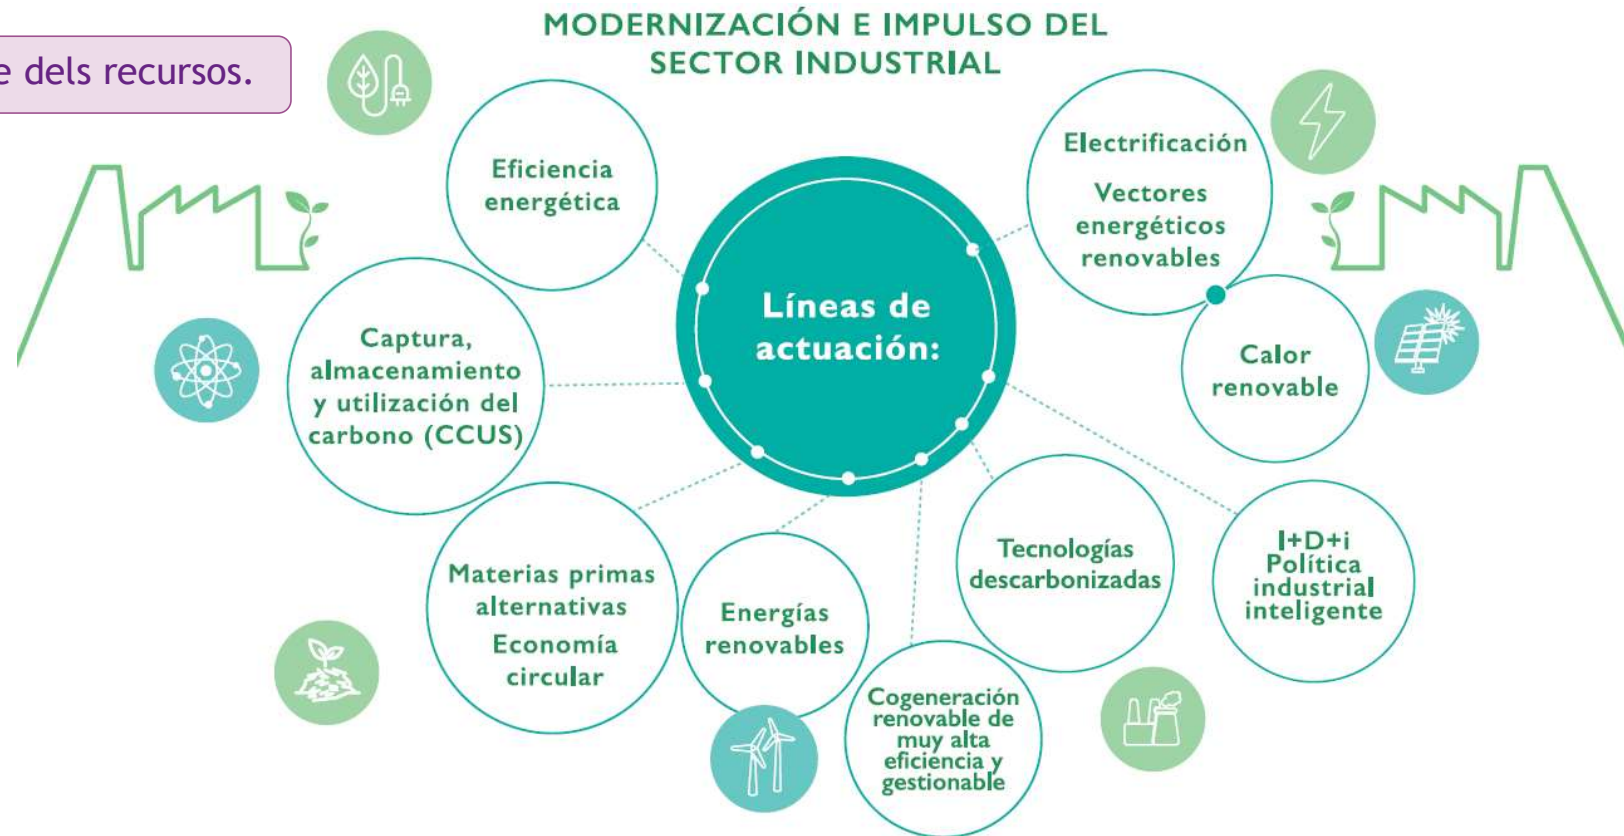 MODERNIZACIÓN E IMPULSO DEL
SECTOR INDUSTRIAL
e dels recursos.
Eficiencia
energética
Electrificación
Vectores
energéticos
renovables
Líneas de
actuación:
Captura,
almacenamiento
y utilización del
carbono (CCUS)
Calor
renovable
Materias primas
alternativas
Economía
circular
Energías
renovables
Tecnologías
descarbonizadas
I+D+i
Política
industrial
inteligente
Cogeneración
renovable de
muy alta
eficiencia y
gestionable